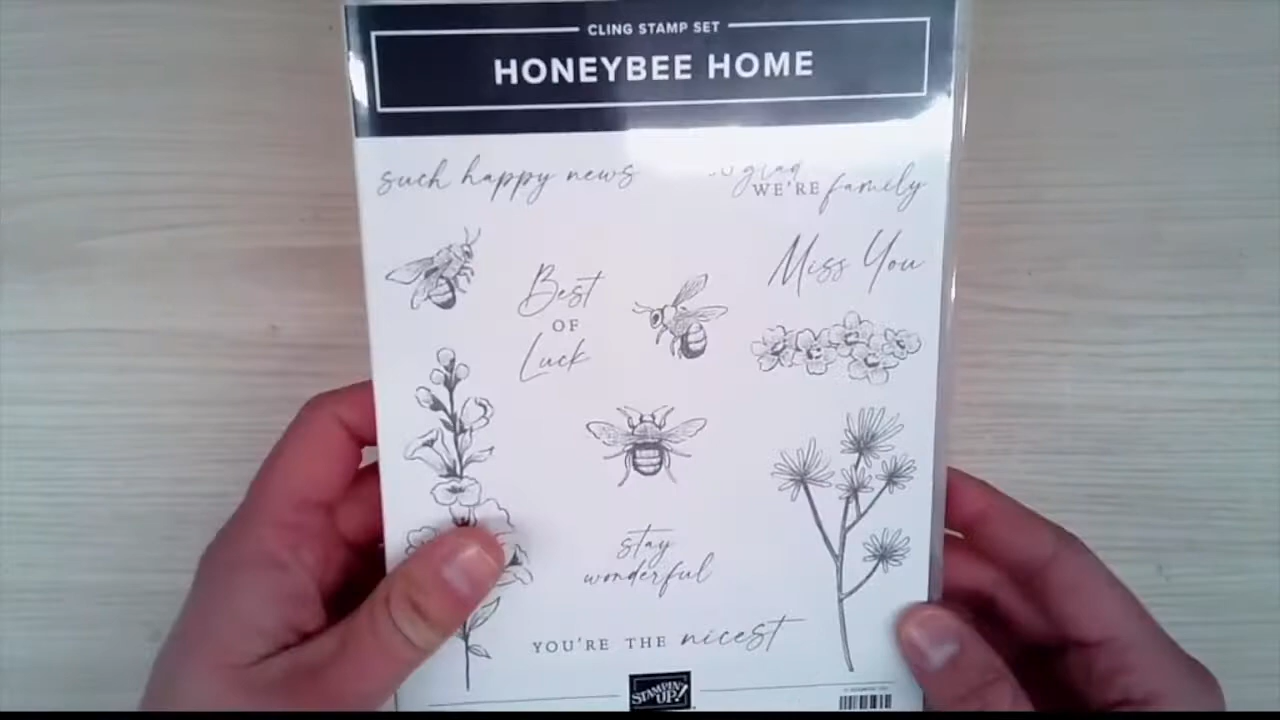 CLING STAMP SET
HONEYBEE HOME
such happy news
glad
WE'RE family
Miss You
Best
OF
Luck
stay
wonderful
YOU'RE THE nicest
STAMPIN'
UP!